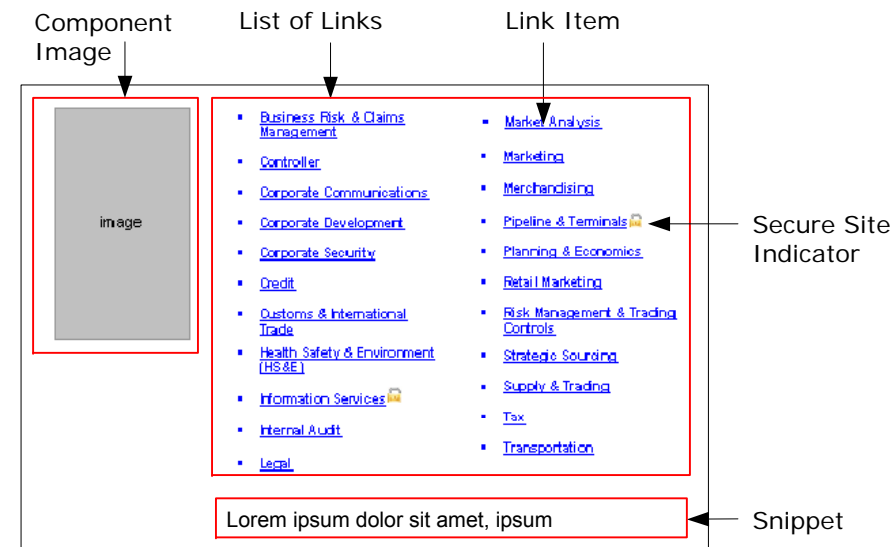 Component
Image
List of Links
Link Item
image
Business Risk & Claims
Management
Controller
Corporate Communications
Corporate Development
Corporate Security
Credit
Customs & International
Trade
Health Safety & Environment
(HS&E)
Information Services
Internal Audit
Legal
Market Analysis
Marketing
Merchandising
Pipeline & Terminals
Planning & Economics
Retail Marketing
Risk Management & Trading
Controls
Strategic Sourcing
Supply & Trading
Tax
Transportation
Secure Site
Indicator
Lorem ipsum dolor sit amet, ipsum
Snippet